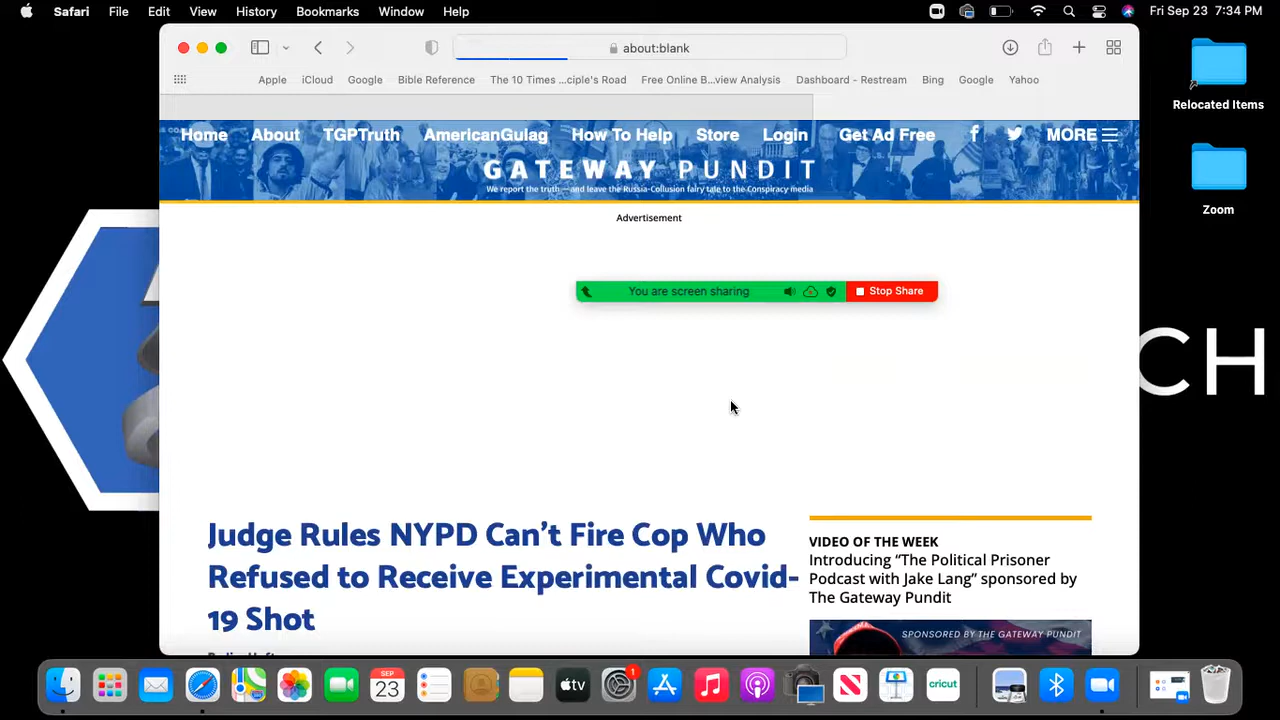 Safari File Edit View History Bookmarks Window Help Fri Sep 23 7:34 PM
about:blank
Apple iCloud Google Bible Reference The 10 Times ...ciple's Road Free Online B...view Analysis Dashboard - Restream Bing Google Yahoo
Relocated Items
Home About TGPTruth AmericanGulag How To Help Store Login Get Ad Free f MORE
GATEWAY PUNDIT
We report the truth — and leave the Russia-Collusion fairy tale to the Conspiracy media
Zoom
Advertisement
You are screen sharing Stop Share
CH
Judge Rules NYPD Can't Fire Cop Who
Refused to Receive Experimental Covid-
19 Shot
VIDEO OF THE WEEK
Introducing “The Political Prisoner
Podcast with Jake Lang” sponsored by
The Gateway Pundit
SPONSORED BY THE GATEWAY PUNDIT
SEP
23
tv
1
cricut